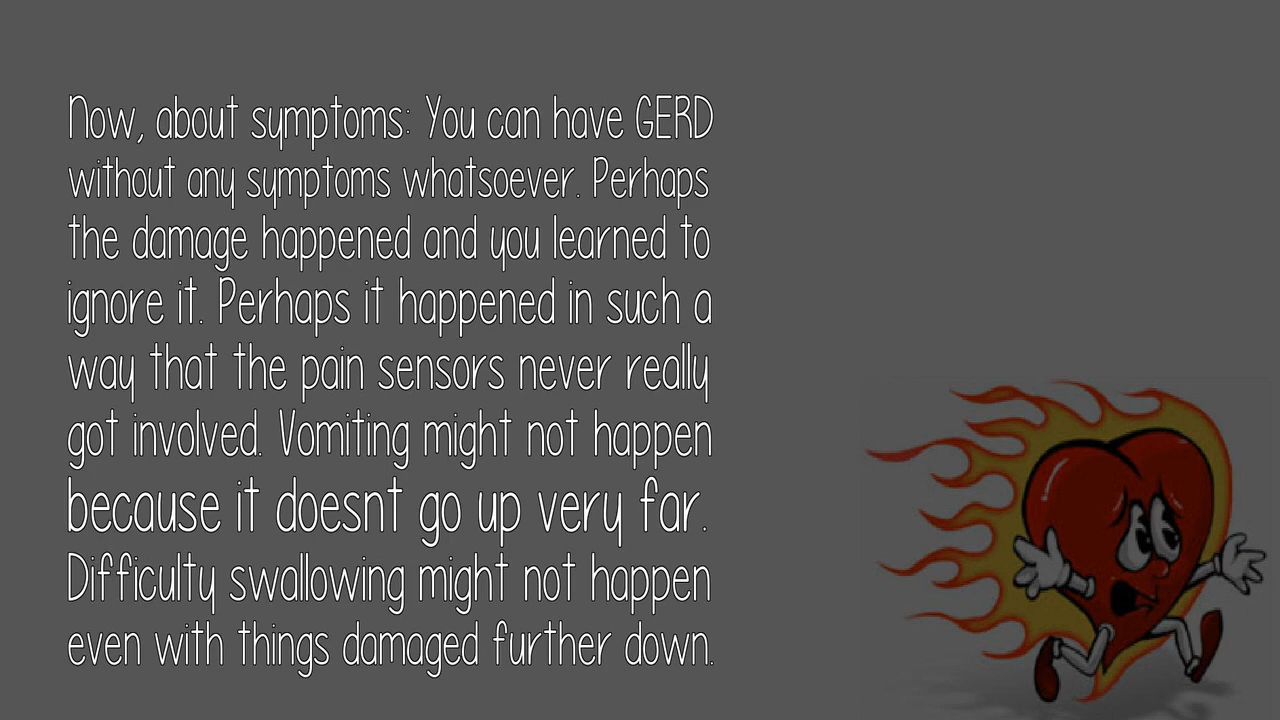 Now, about symptoms: You can have GERD
without any symptoms whatsoever. Perhaps
the damage happened and you learned to
ignore it. Perhaps it happened in such a
way that the pain sensors never really
got involved. Vomiting might not happen
because it doesnt go up very far.
Difficulty swallowing might not happen
even with things damaged further down.